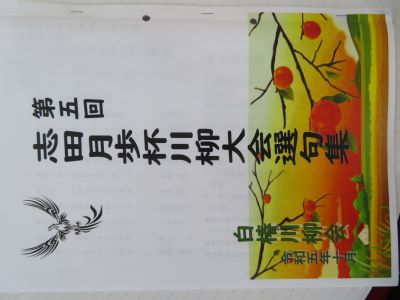 第五回
志田月歩杯川柳大会選句集
白椿川柳会
令和五年十月